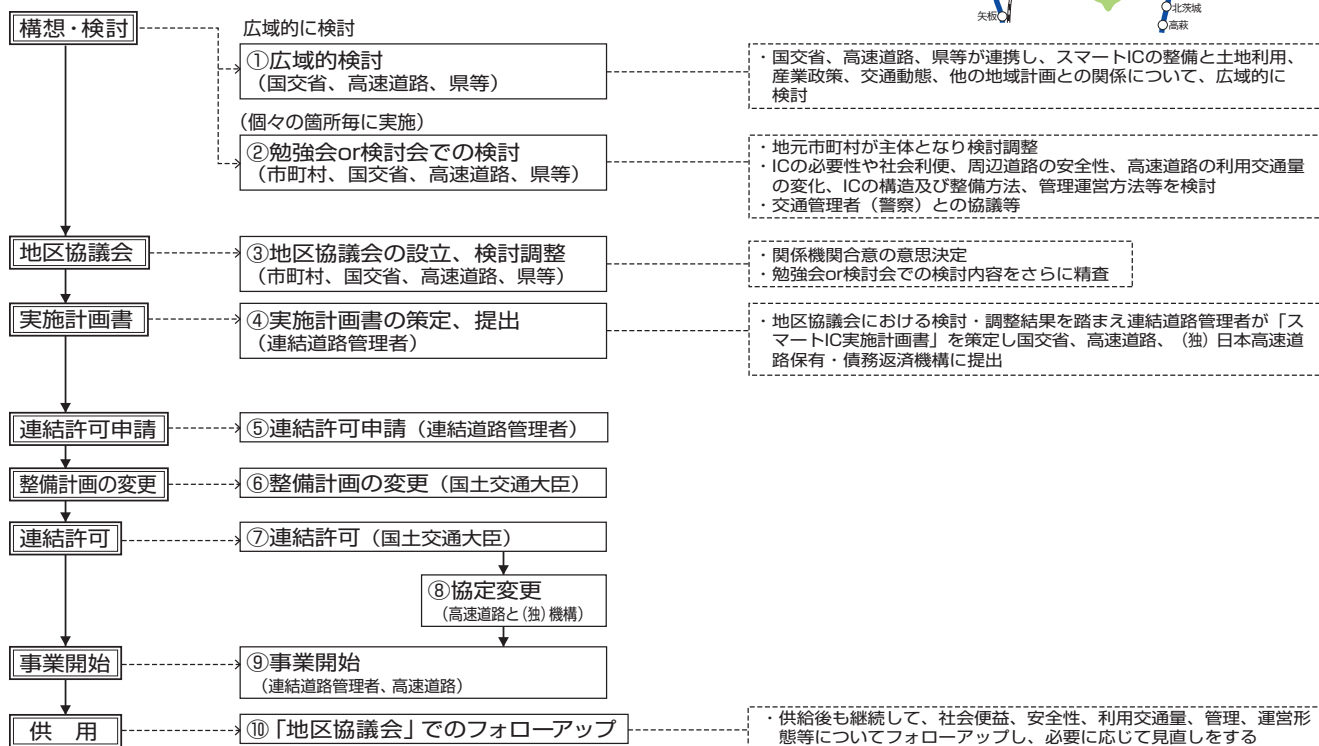 矢板
北茨城
高萩
構想・検討
広域的に検討
①広域的検討
(国交省、高速道路、県等)
・国交省、高速道路、県等が連携し、スマートICの整備と土地利用、
産業政策、交通動態、他の地域計画との関係について、広域的に
検討
(個々の箇所毎に実施)
②勉強会or検討会での検討
(市町村、国交省、高速道路、県等)
・地元市町村が主体となり検討調整
・ICの必要性や社会利便、周辺道路の安全性、高速道路の利用交通量
の変化、ICの構造及び整備方法、管理運営方法等を検討
・交通管理者（警察）との協議等
地区協議会
③地区協議会の設立、検討調整
(市町村、国交省、高速道路、県等)
・関係機関合意の意思決定
・勉強会or検討会での検討内容をさらに精査
実施計画書
④実施計画書の策定、提出
(連結道路管理者)
・地区協議会における検討・調整結果を踏まえ連結道路管理者が「ス
マートIC実施計画書」を策定し国交省、高速道路、(独)日本高速道
路保有・債務返済機構に提出
連結許可申請
⑤連結許可申請（連結道路管理者）
整備計画の変更
⑥整備計画の変更（国土交通大臣）
連結許可
⑦連結許可（国土交通大臣）
⑧協定変更
(高速道路と(独)機構)
事業開始
⑨事業開始
(連結道路管理者、高速道路)
供　用
⑩「地区協議会」でのフォローアップ
・供給後も継続して、社会便益、安全性、利用交通量、管理、運営形
態等についてフォローアップし、必要に応じて見直しをする